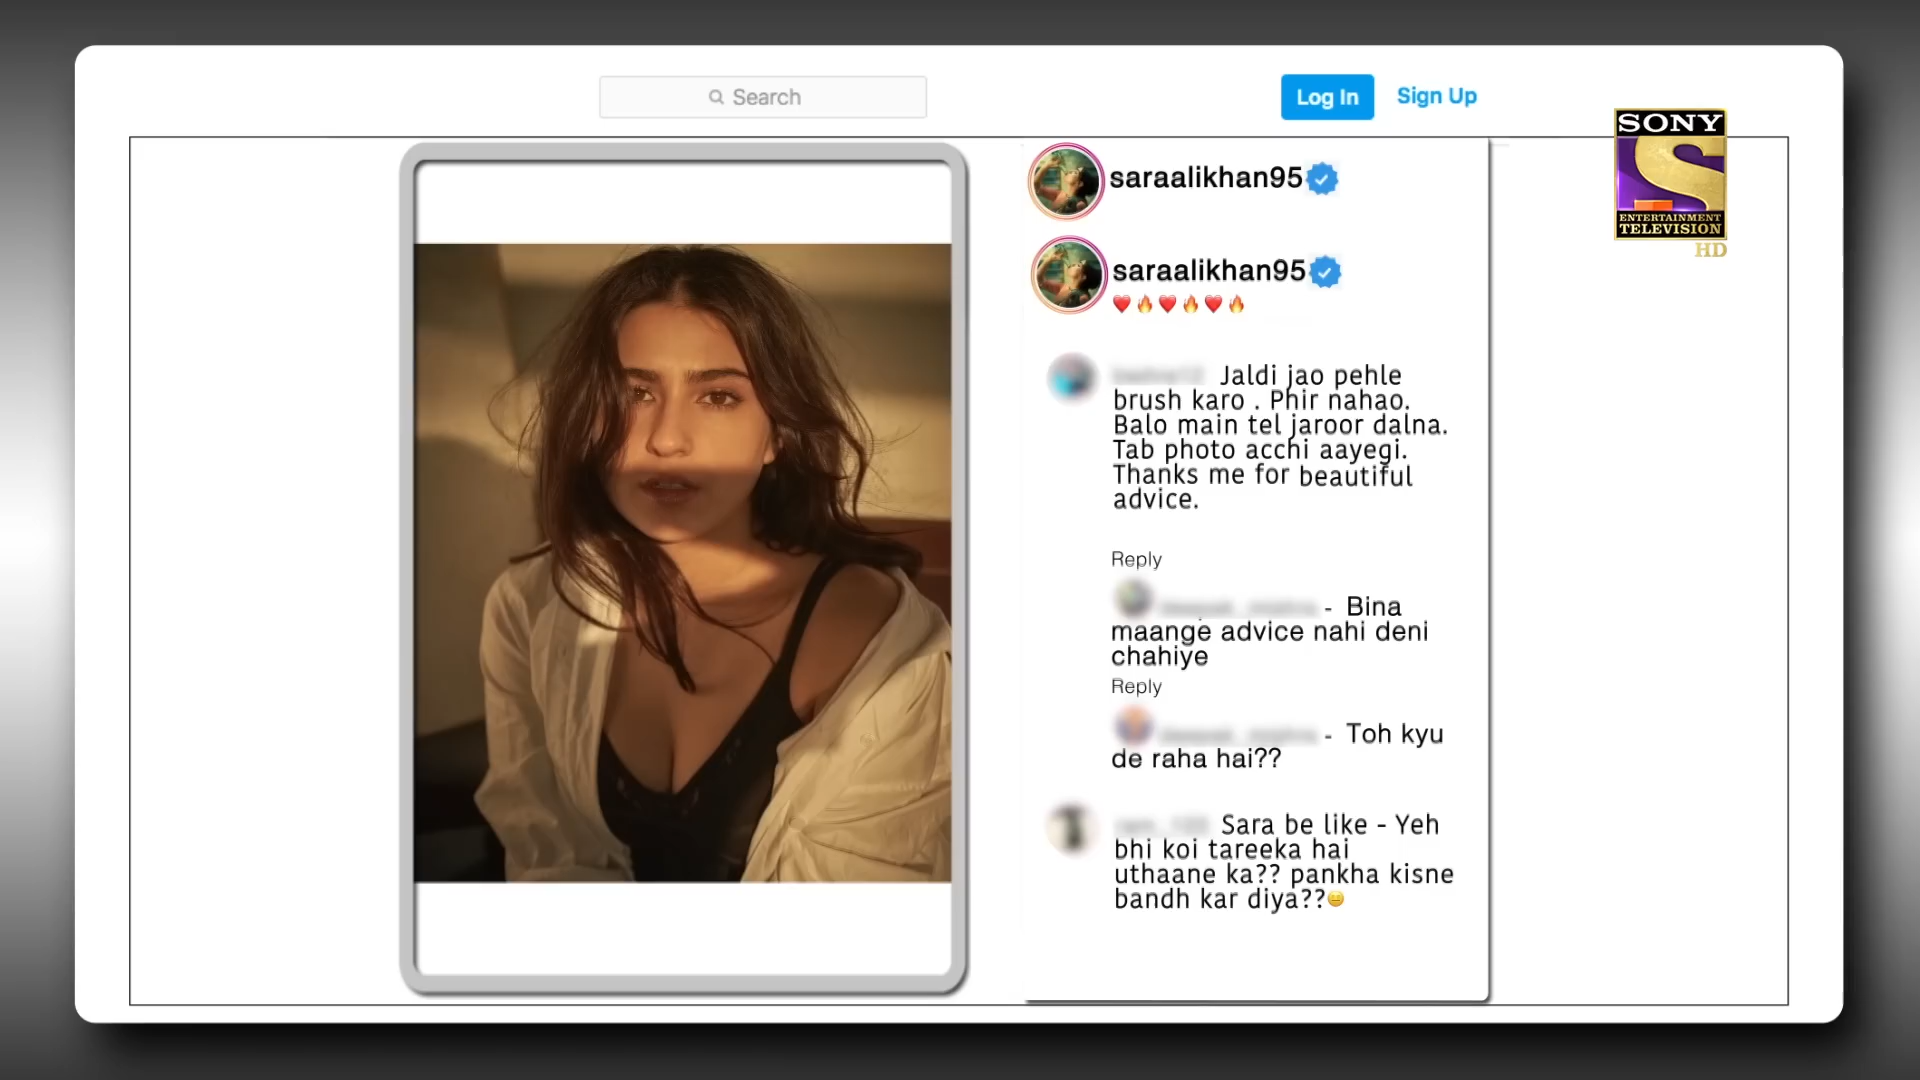 Search
Log In
Sign Up
SONY
ENTERTAINMENT
TELEVISION
HD
saraalikhan95
saraalikhan95
❤️🔥❤️🔥❤️🔥
Jaldi jao pehle
brush karo . Phir nahao.
Balo main tel jaroor dalna.
Tab photo acchi aayegi.
Thanks me for beautiful
advice.
Reply
- Bina
maange advice nahi deni
chahiye
Reply
- Toh kyu
de raha hai??
Sara be like - Yeh
bhi koi tareeka hai
uthaane ka?? pankha kisne
bandh kar diya??😑